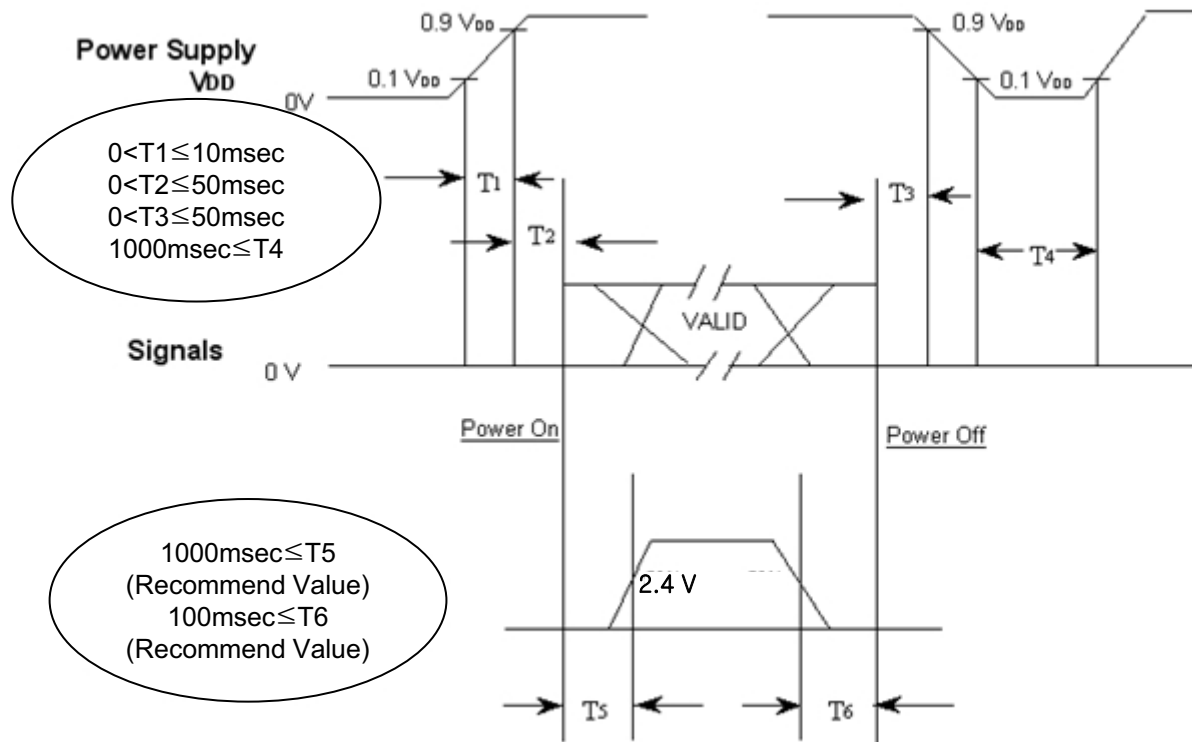 0.9 VDD
0.9 VDD
Power Supply
VDD
0.1 VDD
0.1 VDD
0V
0<T1≦10msec
0<T2≦50msec
0<T3≦50msec
1000msec≦T4
T1
T3
T2
T4
VALID
Signals
0 V
Power On
Power Off
1000msec≦T5
(Recommend Value)
100msec≦T6
(Recommend Value)
2.4 V
T5
T6